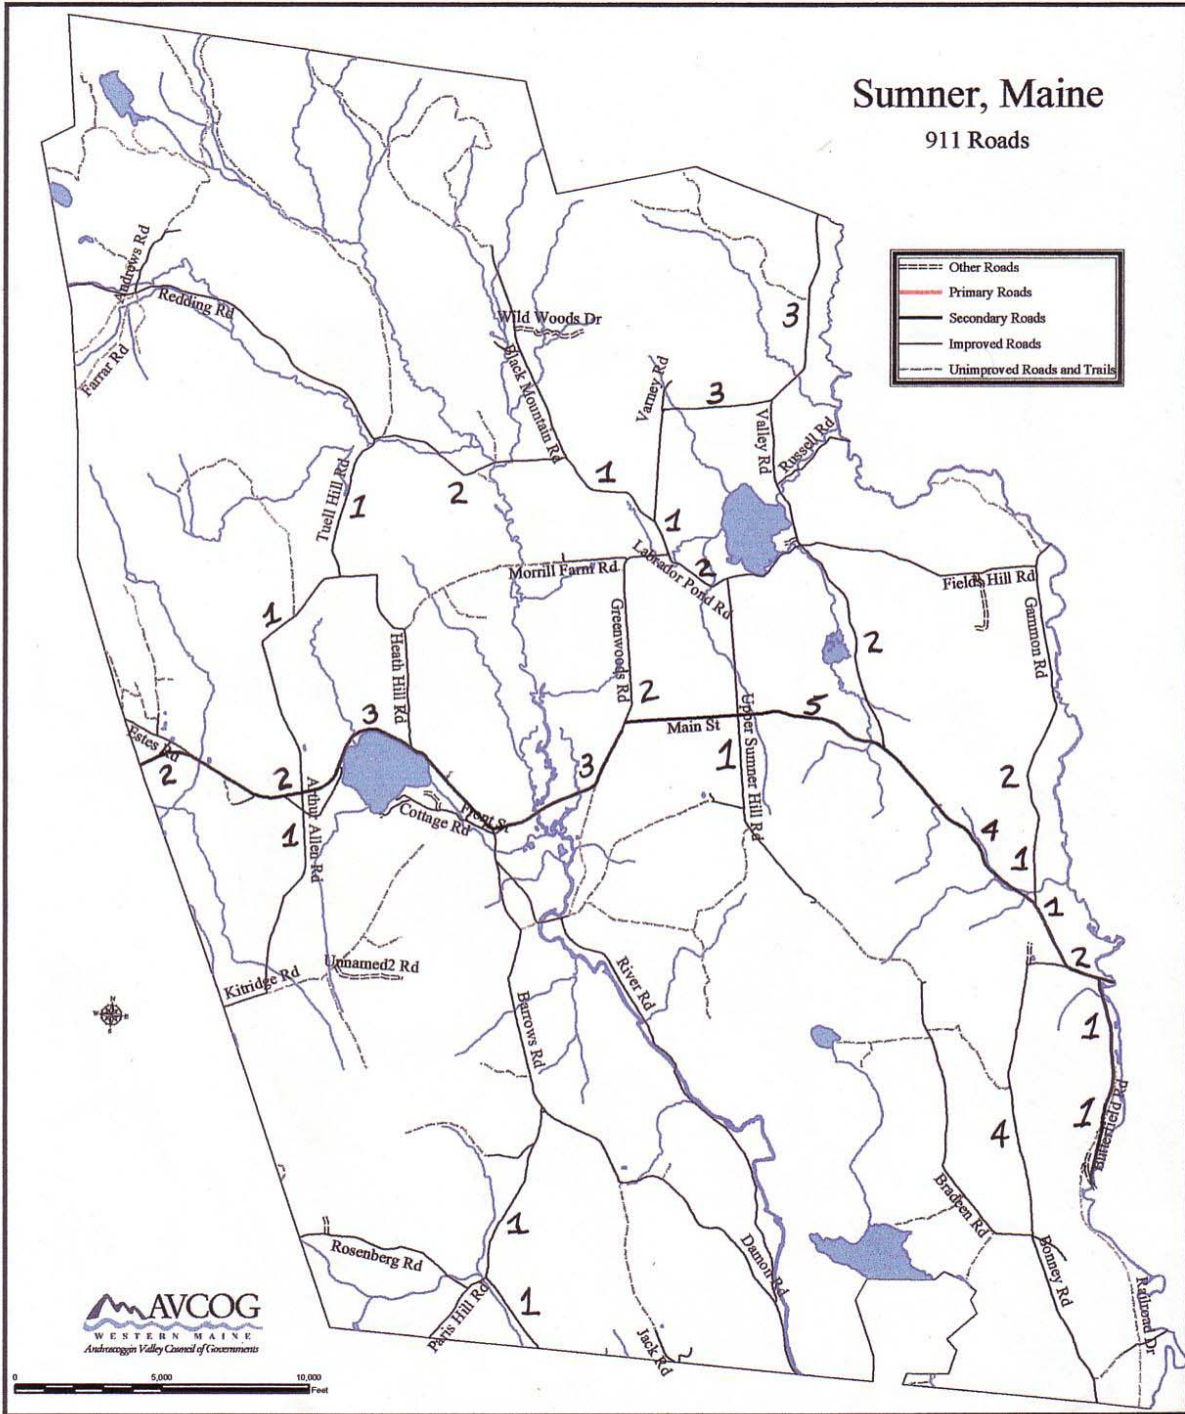 Sumner, Maine
911 Roads
Other Roads
Primary Roads
Secondary Roads
Improved Roads
Unimproved Roads and Trails
Andrews Rd
Redding Rd
Farrar Rd
Wild Woods Dr
Black Mountain Rd
3
Varney Rd
3
Valley Rd
Russell Rd
Tuell Hill Rd
1
2
1
1
Labrador Pond Rd
2
Morrill Farm Rd
Fields Hill Rd
1
Greenwoods Rd
Gammon Rd
Heath Hill Rd
2
2
3
Main St
5
Upper Sumner Hill Rd
1
Estes Rd
2
2
Arthur Allen Rd
3
2
1
Cottage Rd
Front St
4
1
1
Kitridge Rd
Unnamed2 Rd
2
River Rd
Barrows Rd
N
W
E
S
1
1
Butterfield Rd
4
Bradeen Rd
1
Rosenberg Rd
Damon Rd
Bonney Rd
1
Paris Hill Rd
Railroad Dr
Jack Rd
AVCOG
WESTERN MAINE
Androscoggin Valley Council of Governments
0 5,000 10,000
Feet